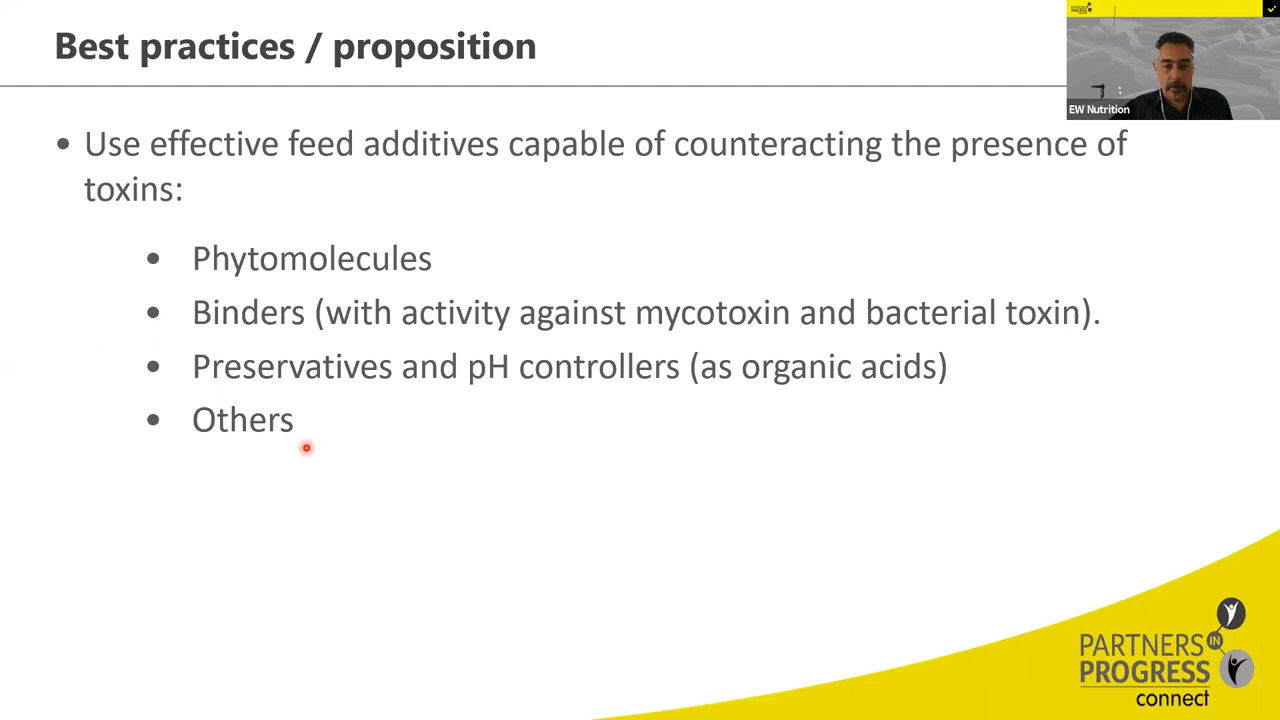 Best practices / proposition
EW Nutrition
• Use effective feed additives capable of counteracting the presence of
toxins:
• Phytomolecules
• Binders (with activity against mycotoxin and bacterial toxin).
• Preservatives and pH controllers (as organic acids)
• Others
PARTNERS IN
PROGRESS
connect